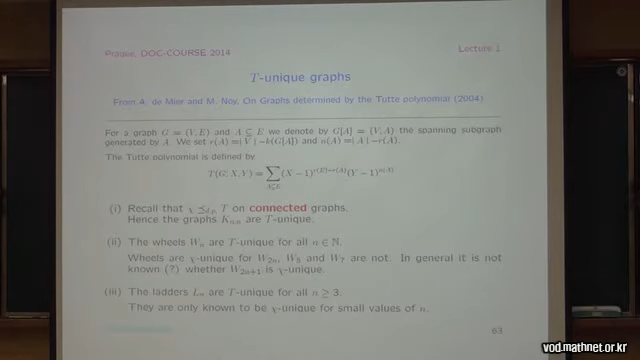 Prague, DOC-COURSE 2014
Lecture 1
T-unique graphs
From A. de Mier and M. Noy, On Graphs determined by the Tutte polynomial (2004)
For a graph G = (V, E) and A ⊆ E we denote by G[A] = (V, A) the spanning subgraph
generated by A. We set r(A) =| V | −k(G[A]) and n(A) =| A | −r(A).
The Tutte polynomial is defined by
T(G; X, Y) = ∑ (X − 1)^{r(E)−r(A)} (Y − 1)^{n(A)}
A⊆E
(i) Recall that χ ⪯_{d.p.} T on connected graphs.
Hence the graphs K_{n,n} are T-unique.
(ii) The wheels W_n are T-unique for all n ∈ ℕ.
Wheels are χ-unique for W_{2n}, W_5 and W_7 are not. In general it is not
known (?) whether W_{2n+1} is χ-unique.
(iii) The ladders L_n are T-unique for all n ≥ 3.
They are only known to be χ-unique for small values of n.
63
vod.mathnet.or.kr